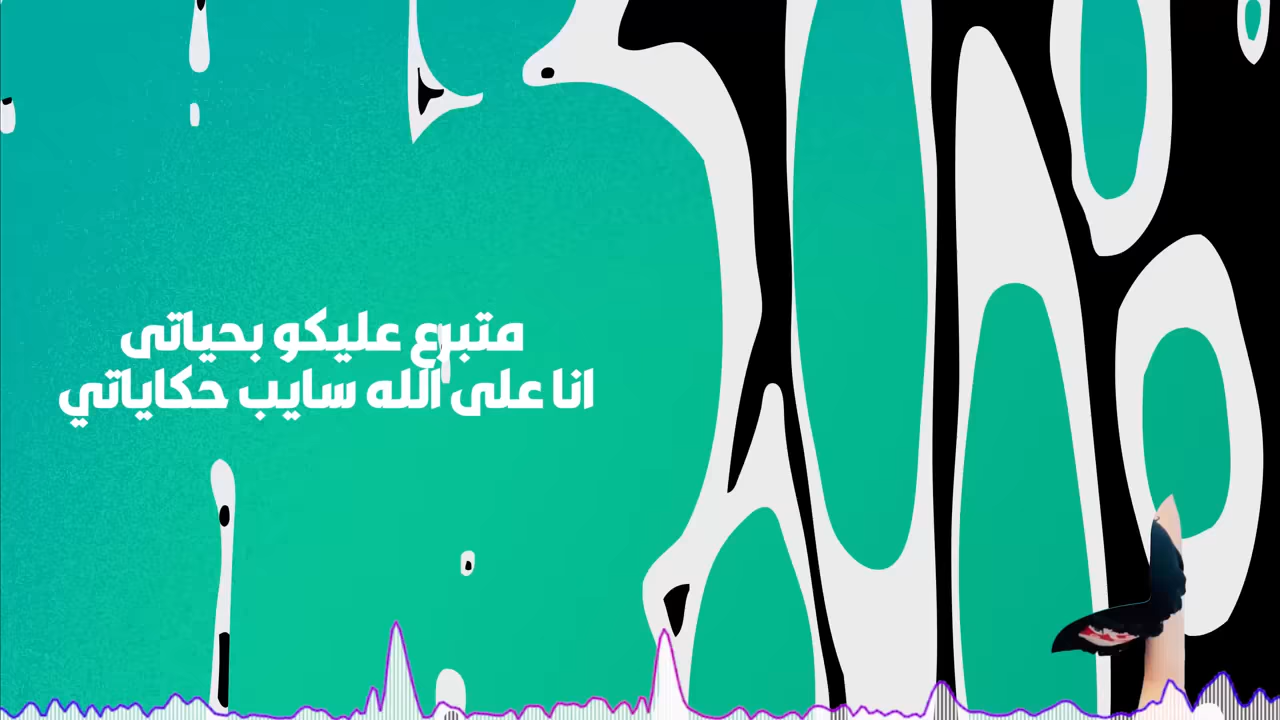 متبرع عليكو بحياتى
انا على الله سايب حكاياتي